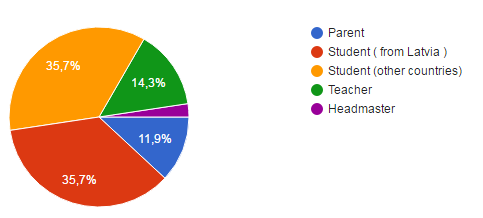 Parent
Student ( from Latvia )
Student (other countries)
Teacher
Headmaster
35,7%
14,3%
11,9%
35,7%